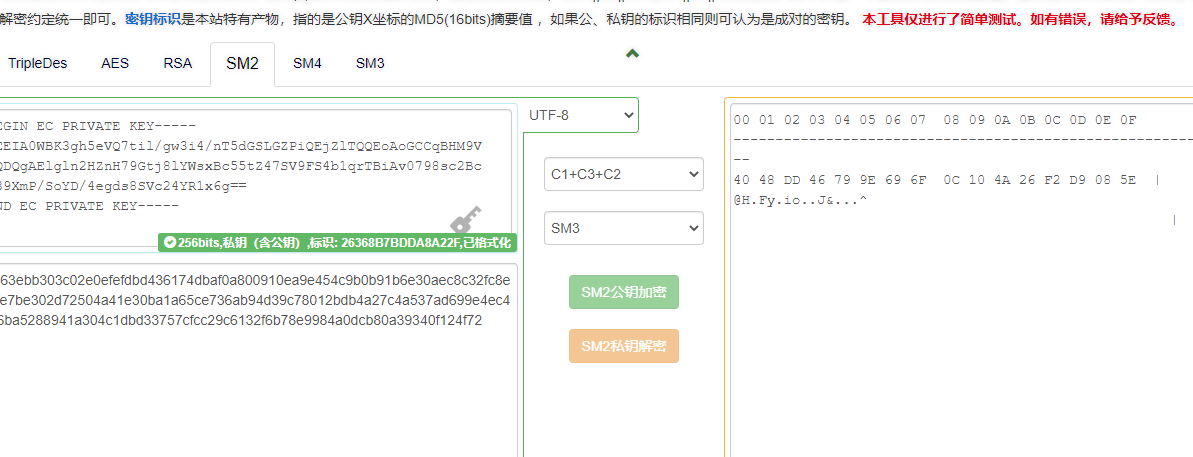 解密约定统一即可。密钥标识是本站特有产物，指的是公钥X坐标的MD5(16bits)摘要值 ，如果公、私钥的标识相同则可认为是成对的密钥。 本工具仅进行了简单测试。如有错误，请给予反馈。
TripleDes AES RSA SM2 SM4 SM3
EGIN EC PRIVATE KEY-----
CEIA0WBK3gh5eVQ7til/gw3i4/nT5dGSLGZPiQEjZlTQQEoAoGCCqBHM9V
QDQgAElgln2HZnH79Gtj8lYWsxBc55tZ47SV9FS4b1qrTBiAv0798sc2Bc
39XmP/SoYD/4egds8SVc24YR1x6g==
ND EC PRIVATE KEY-----
256bits,私钥（含公钥）,标识: 26368B7BDDA8A22F,已格式化
63ebb303c02e0efefdbd436174dbaf0a800910ea9e454c9b0b91b6e30aec8c32fc8e
e7be302d72504a41e30ba1a65ce736ab94d39c78012bdb4a27c4a537ad699e4ec4
6ba5288941a304c1dbd33757cfcc29c6132f6b78e9984a0dcb80a39340f124f72
UTF-8
C1+C3+C2
SM3
SM2公钥加密
SM2私钥解密
00 01 02 03 04 05 06 07 08 09 0A 0B 0C 0D 0E 0F
--------------------------------------------------------------
--
40 48 DD 46 79 9E 69 6F 0C 10 4A 26 F2 D9 08 5E |
@H.Fy.io..J&...^
|